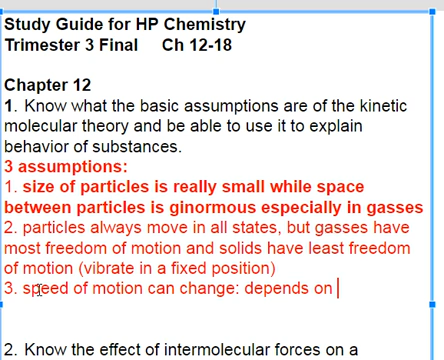 Study Guide for HP Chemistry
Trimester 3 Final Ch 12-18
Chapter 12
1. Know what the basic assumptions are of the kinetic
molecular theory and be able to use it to explain
behavior of substances.
3 assumptions:
1. size of particles is really small while space
between particles is ginormous especially in gasses
2. particles always move in all states, but gasses have
most freedom of motion and solids have least freedom
of motion (vibrate in a fixed position)
3. speed of motion can change: depends on
2. Know the effect of intermolecular forces on a